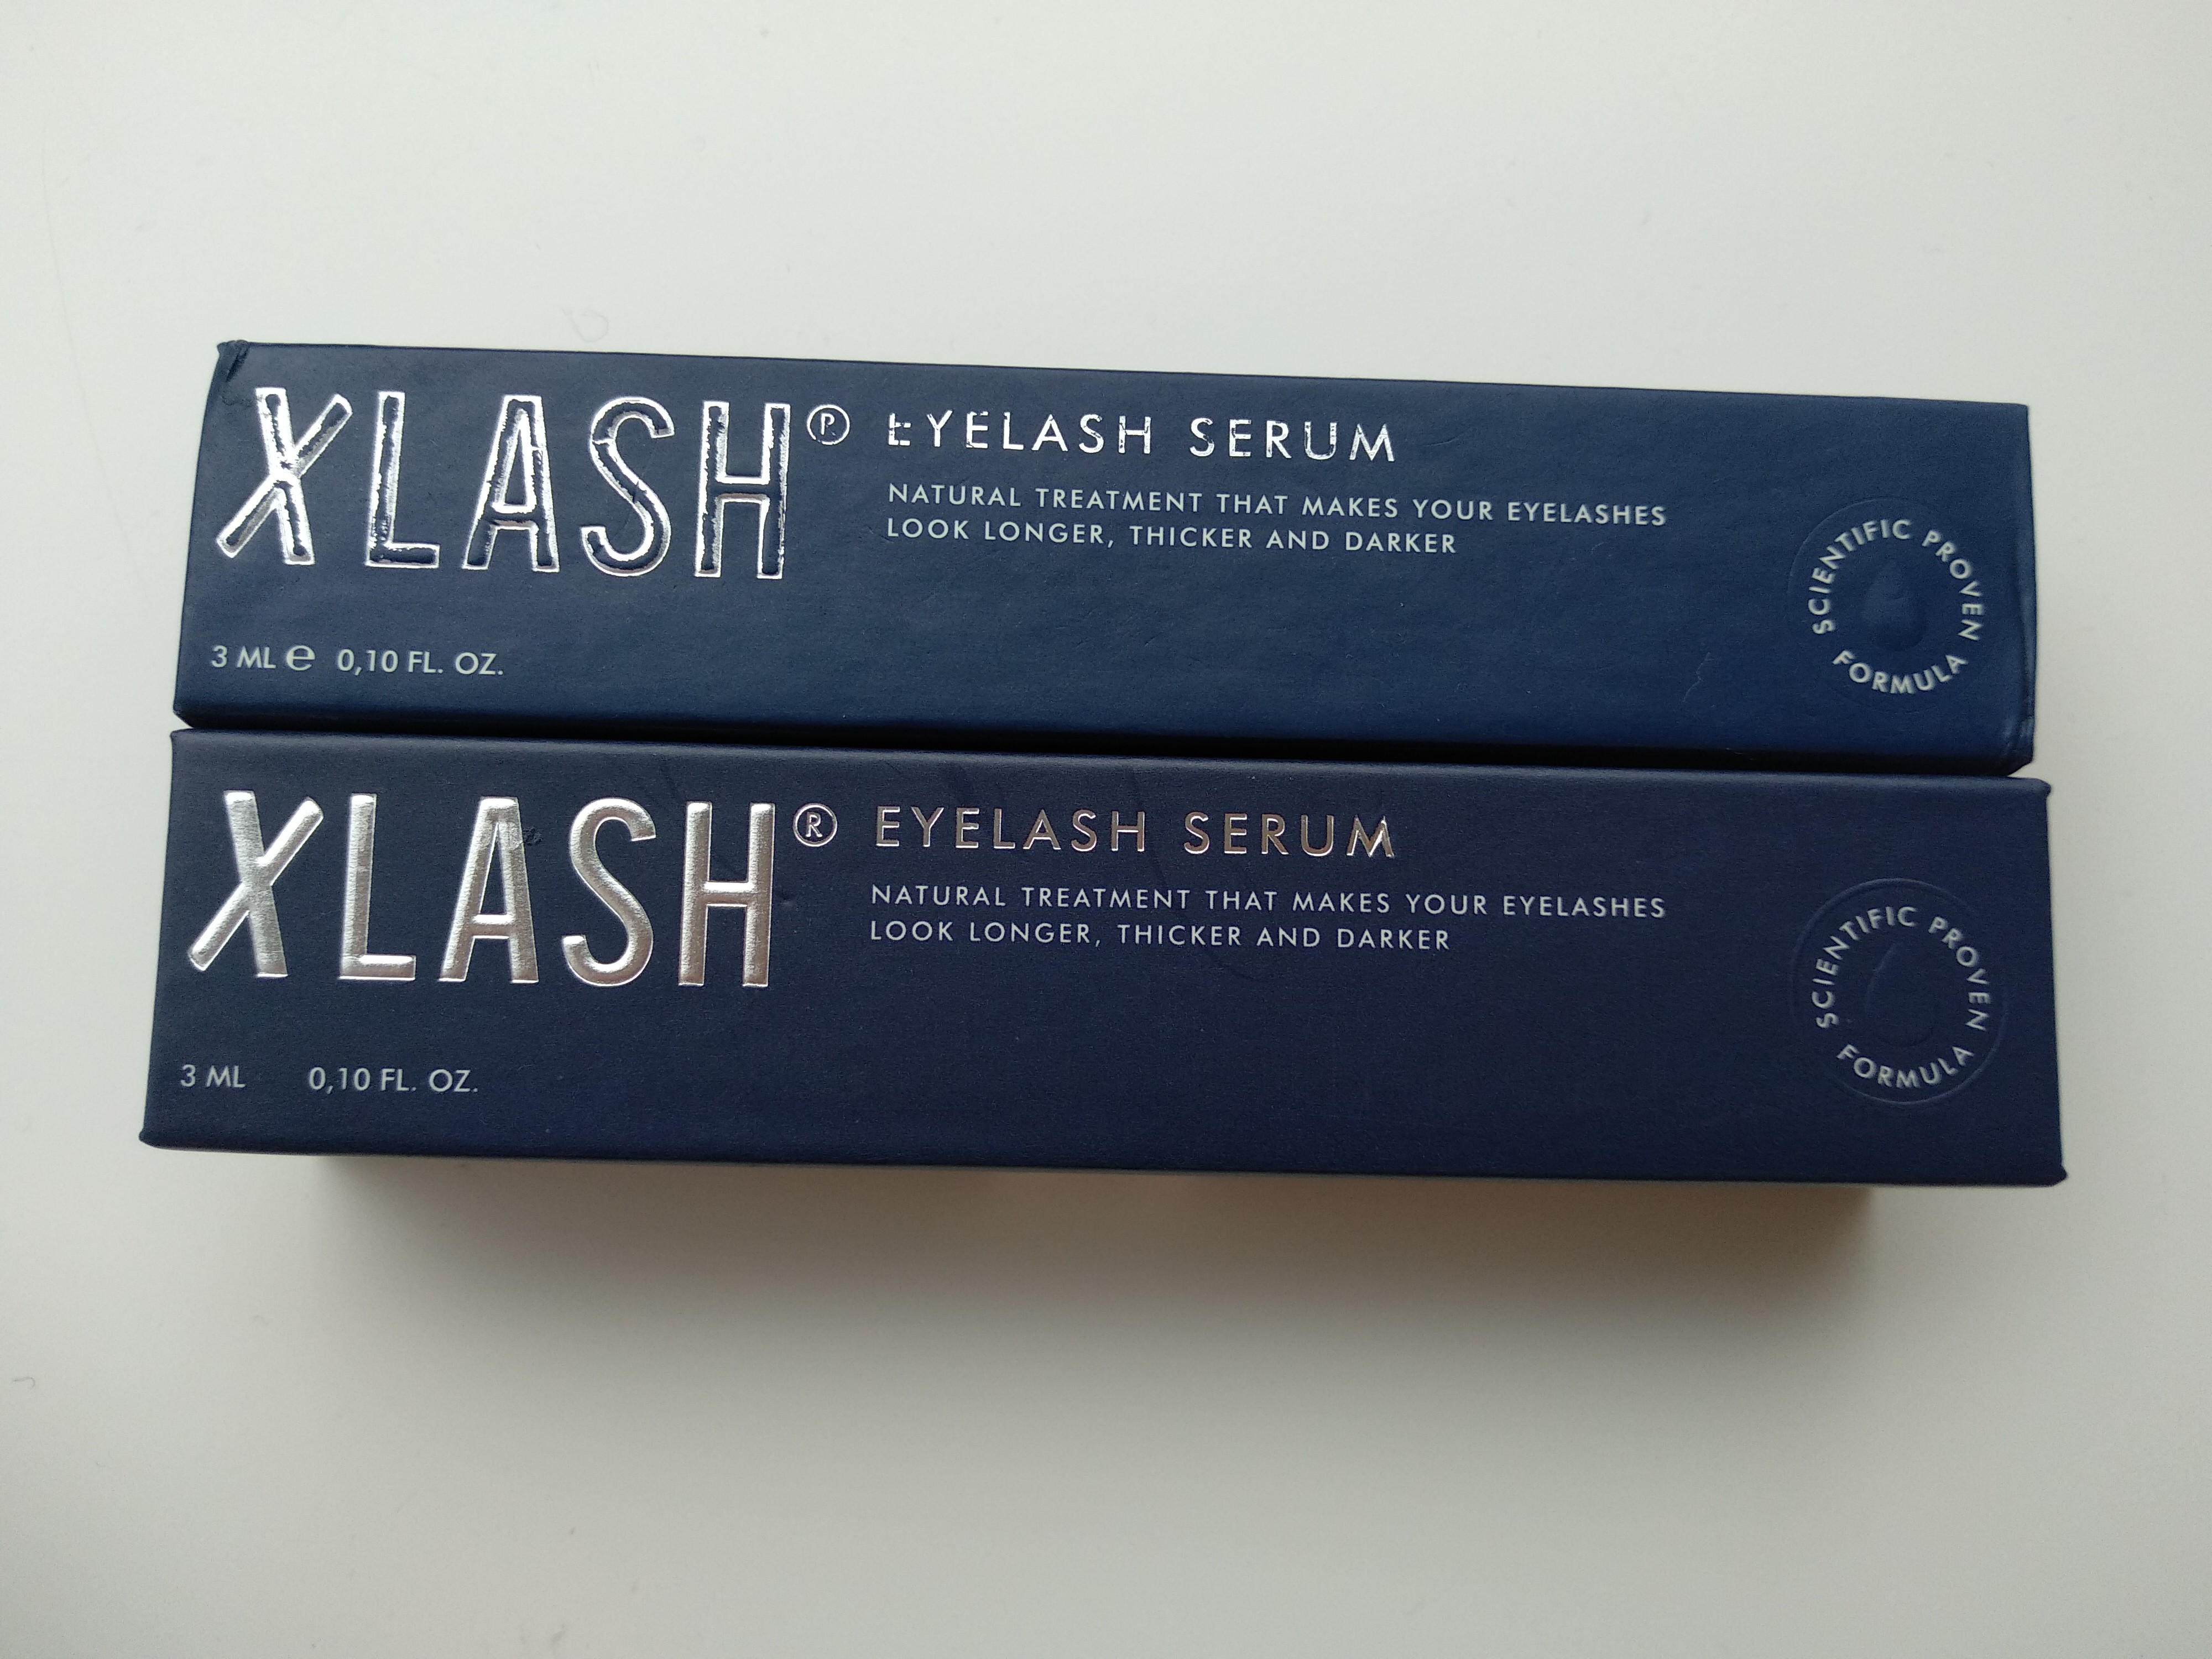 XLASH® EYELASH SERUM
NATURAL TREATMENT THAT MAKES YOUR EYELASHES
LOOK LONGER, THICKER AND DARKER
3 ML ℮ 0,10 FL. OZ.
SCIENTIFIC PROVEN FORMULA
XLASH® EYELASH SERUM
NATURAL TREATMENT THAT MAKES YOUR EYELASHES
LOOK LONGER, THICKER AND DARKER
3 ML 0,10 FL. OZ.
SCIENTIFIC PROVEN FORMULA